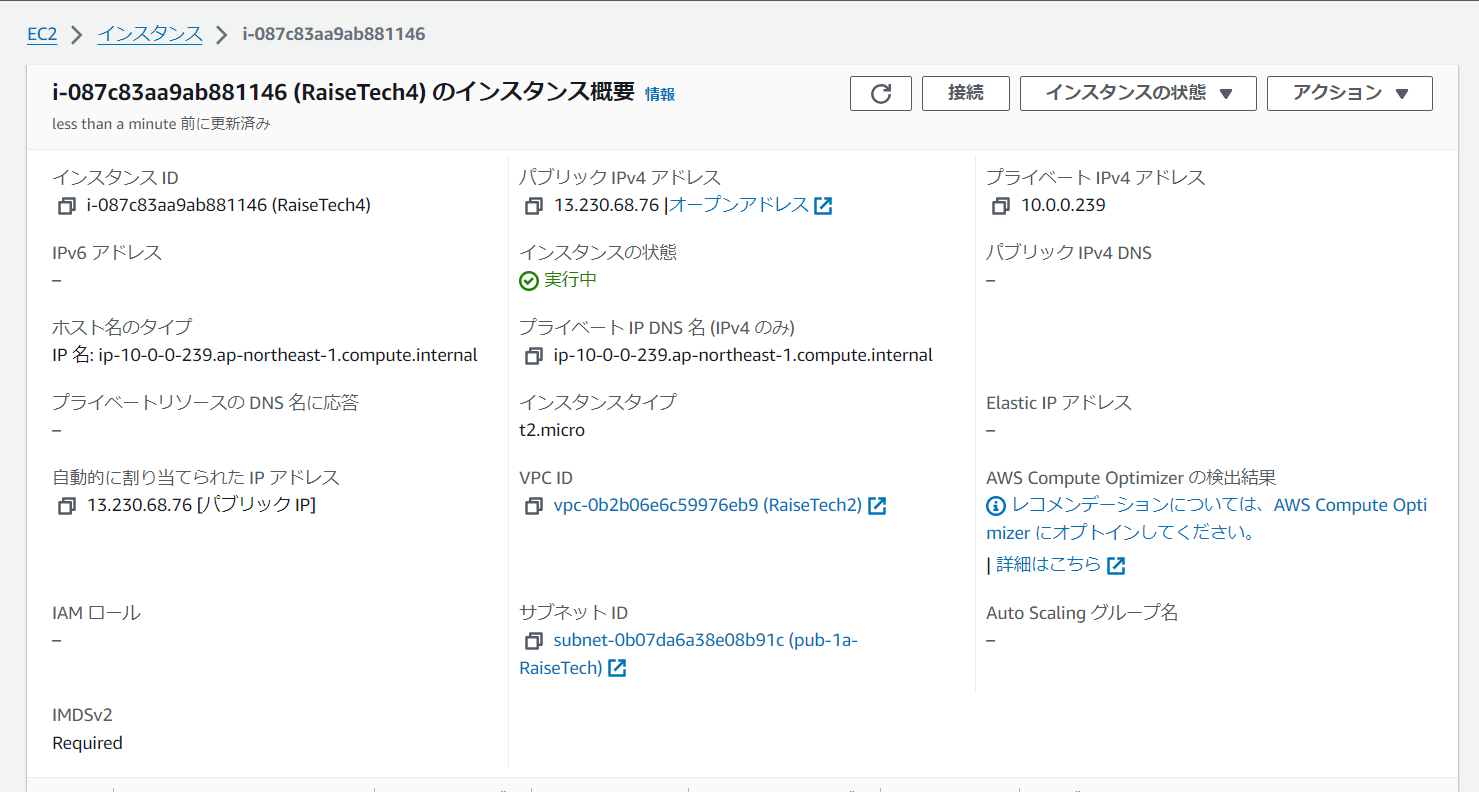 EC2 > インスタンス > i-087c83aa9ab881146
i-087c83aa9ab881146 (RaiseTech4) のインスタンス概要 情報
接続
インスタンスの状態 ▼
アクション ▼
less than a minute 前に更新済み
インスタンス ID
i-087c83aa9ab881146 (RaiseTech4)
パブリック IPv4 アドレス
13.230.68.76 |オープンアドレス
プライベート IPv4 アドレス
10.0.0.239
IPv6 アドレス
–
インスタンスの状態
実行中
パブリック IPv4 DNS
–
ホスト名のタイプ
IP 名: ip-10-0-0-239.ap-northeast-1.compute.internal
プライベート IP DNS 名 (IPv4 のみ)
ip-10-0-0-239.ap-northeast-1.compute.internal
プライベートリソースの DNS 名に応答
–
インスタンスタイプ
t2.micro
Elastic IP アドレス
–
自動的に割り当てられた IP アドレス
13.230.68.76 [パブリック IP]
VPC ID
vpc-0b2b06e6c59976eb9 (RaiseTech2)
AWS Compute Optimizer の検出結果
レコメンデーションについては、AWS Compute Opti
mizer にオプトインしてください。
| 詳細はこちら
IAM ロール
–
サブネット ID
subnet-0b07da6a38e08b91c (pub-1a-
RaiseTech)
Auto Scaling グループ名
–
IMDSv2
Required